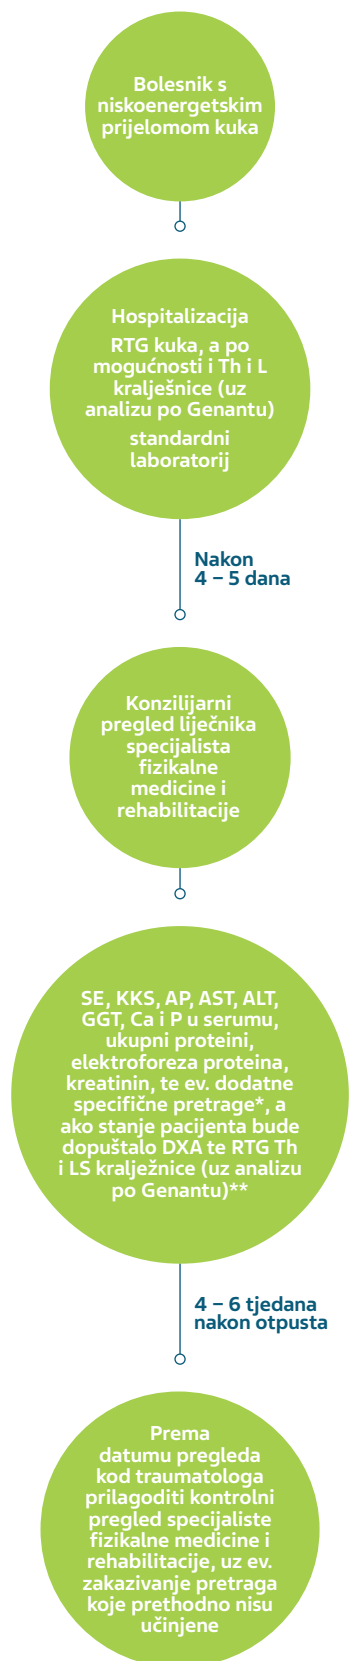 Bolesnik s
niskoenergetskim
prijelomom kuka
Hospitalizacija
RTG kuka, a po
mogućnosti i Th i L
kralješnice (uz
analizu po Genantu)
standardni
laboratorij
Nakon
4 – 5 dana
Konzilijarni
pregled liječnika
specijalista
fizikalne
medicine i
rehabilitacije
SE, KKS, AP, AST, ALT,
GGT, Ca i P u serumu,
ukupni proteini,
elektroforeza proteina,
kreatinin, te ev. dodatne
specifične pretrage*, a
ako stanje pacijenta bude
dopuštalo DXA te RTG Th
i LS kralježnice (uz analizu
po Genantu)**
4 – 6 tjedana
nakon otpusta
Prema
datumu pregleda
kod traumatologa
prilagoditi kontrolni
pregled specijaliste
fizikalne medicine i
rehabilitacije, uz ev.
zakazivanje pretraga
koje prethodno nisu
učinjene